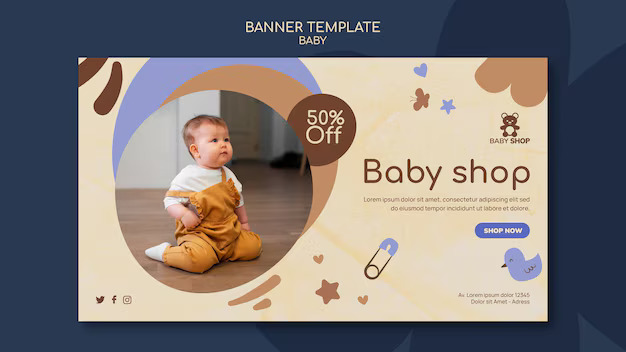 BANNER TEMPLATE
BABY
50%
Off
BABY SHOP
Baby shop
Lorem ipsum dolor sit amet, consectetur adipiscing elit,
sed do eiusmod tempor incididunt ut labore et dolore
SHOP NOW
Av. Lorem ipsum dolor 12345
Dolor sit Amet - Adress